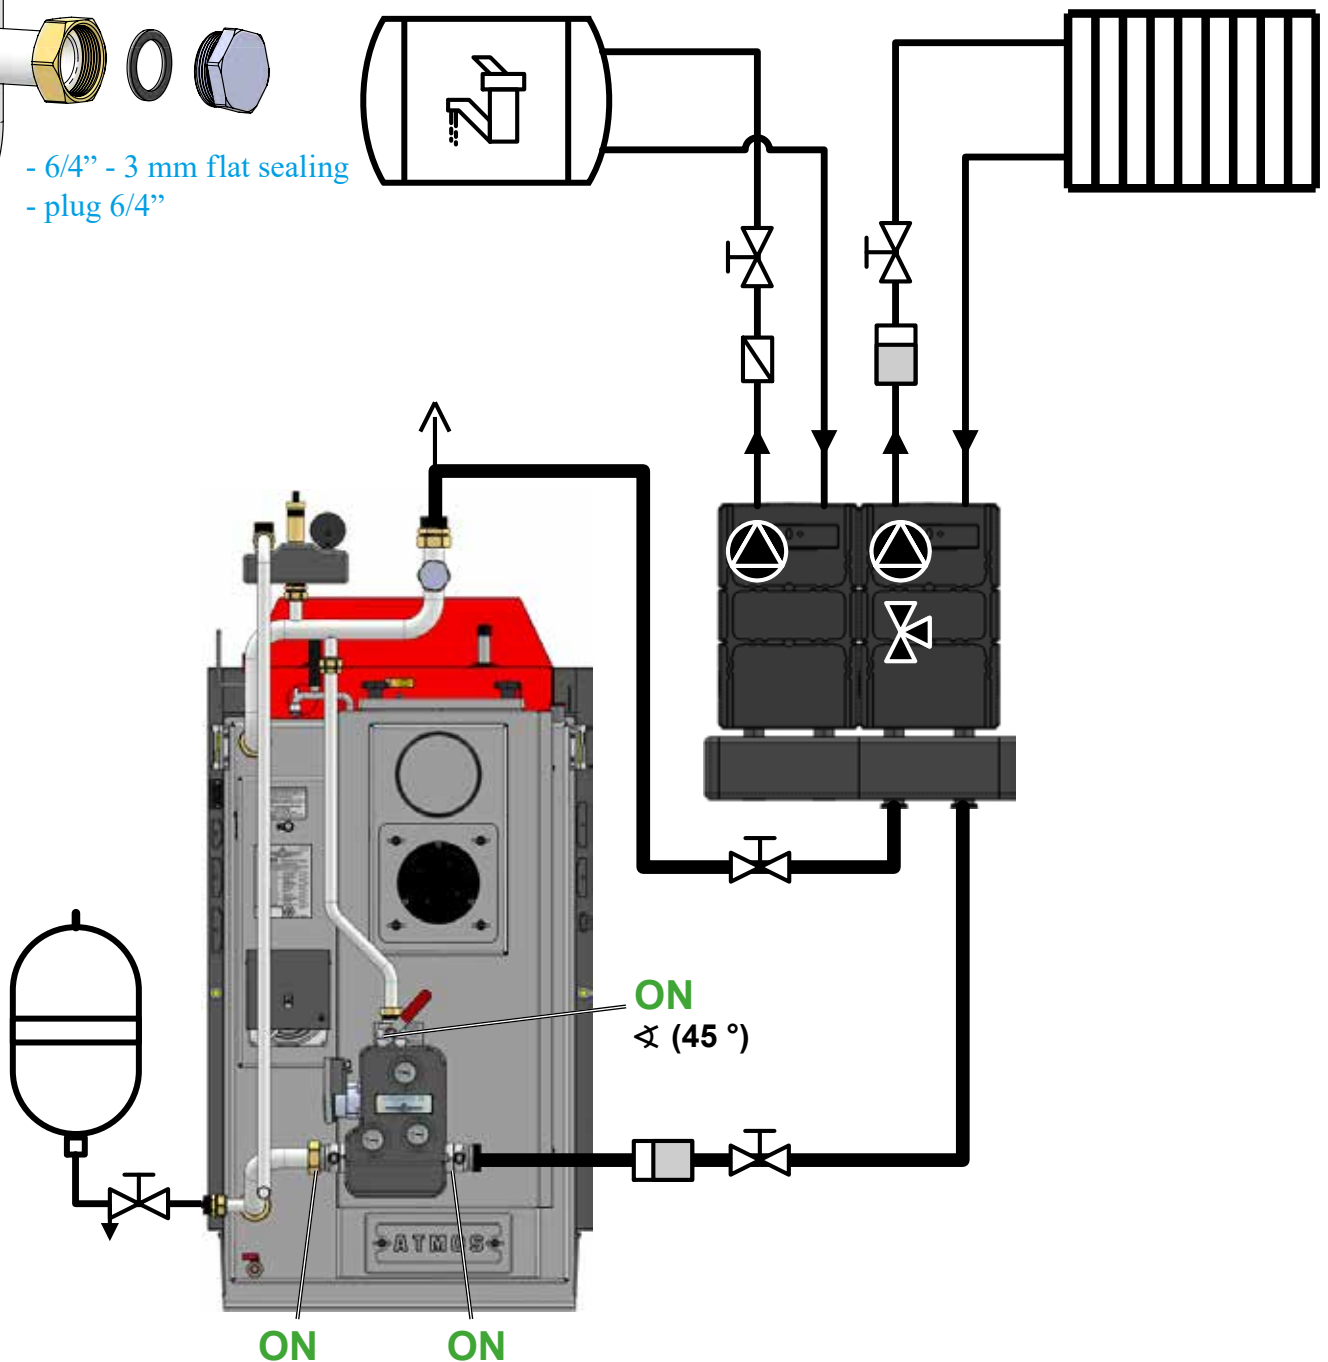 - 6/4” - 3 mm flat sealing
- plug 6/4”
ON
∢ (45 °)
ATMOS
ON
ON